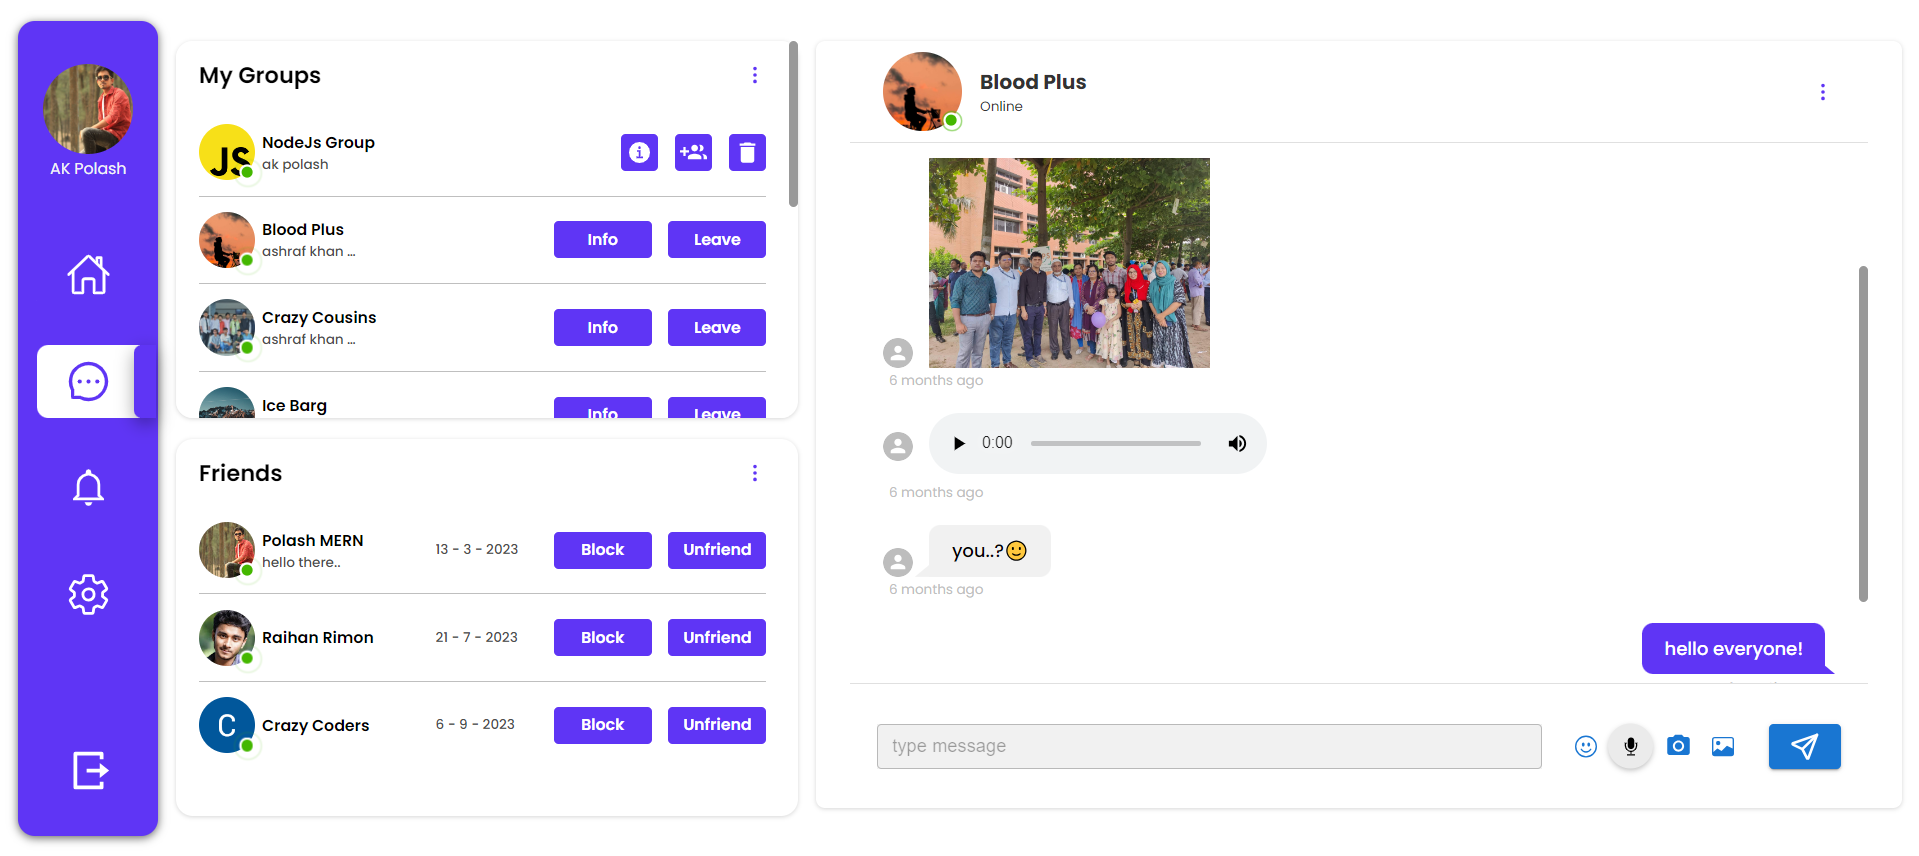 AK Polash
My Groups
JS
NodeJs Group
ak polash
Blood Plus
ashraf khan ...
Info
Leave
Crazy Cousins
ashraf khan ...
Info
Leave
Ice Barg
Info
Leave
Friends
Polash MERN
hello there..
13 - 3 - 2023
Block
Unfriend
Raihan Rimon
21 - 7 - 2023
Block
Unfriend
C
Crazy Coders
6 - 9 - 2023
Block
Unfriend
Blood Plus
Online
6 months ago
0:00
6 months ago
you..?🙂
6 months ago
hello everyone!
type message